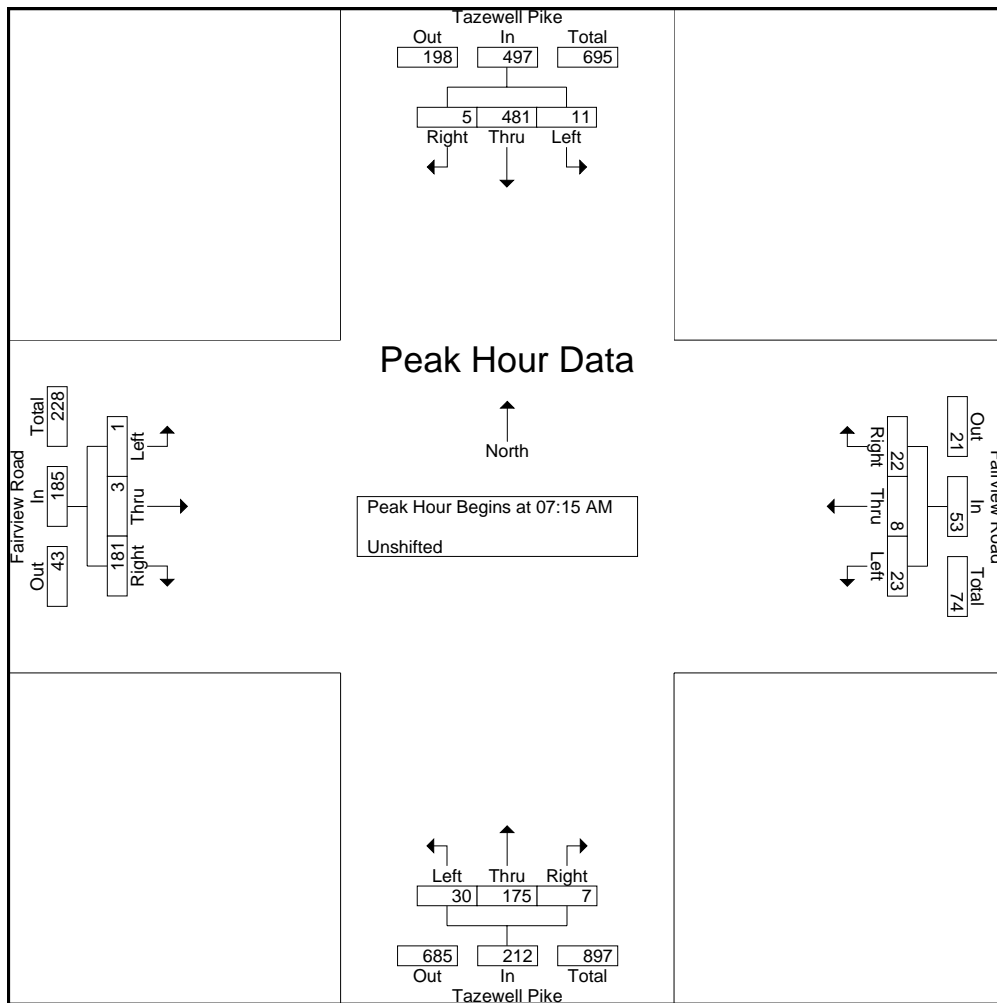 Tazewell Pike
Out In Total
198 497 695
5 481 11
Right Thru Left
Peak Hour Data
North
Peak Hour Begins at 07:15 AM
Unshifted
Fairview Road
Total In Out
228 185 43
1 3 181
Left Thru Right
Fairview Road
Out In Total
21 53 74
22 8 23
Right Thru Left
Left Thru Right
30 175 7
685 212 897
Out In Total
Tazewell Pike